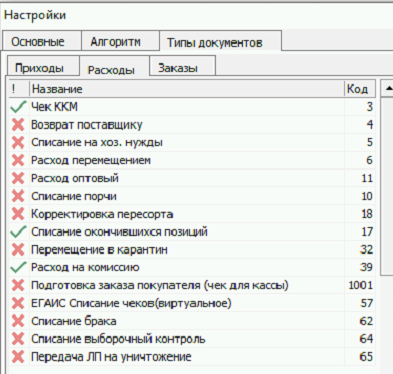 Настройки
Основные Алгоритм Типы документов
Приходы Расходы Заказы
! Название Код
Чек ККМ 3
Возврат поставщику 4
Списание на хоз. нужды 5
Расход перемещением 6
Расход оптовый 11
Списание порчи 10
Корректировка пересорта 18
Списание окончившихся позиций 17
Перемещение в карантин 32
Расход на комиссию 39
Подготовка заказа покупателя (чек для кассы) 1001
ЕГАИС Списание чеков(виртуальное) 57
Списание брака 62
Списание выборочный контроль 64
Передача ЛП на уничтожение 65